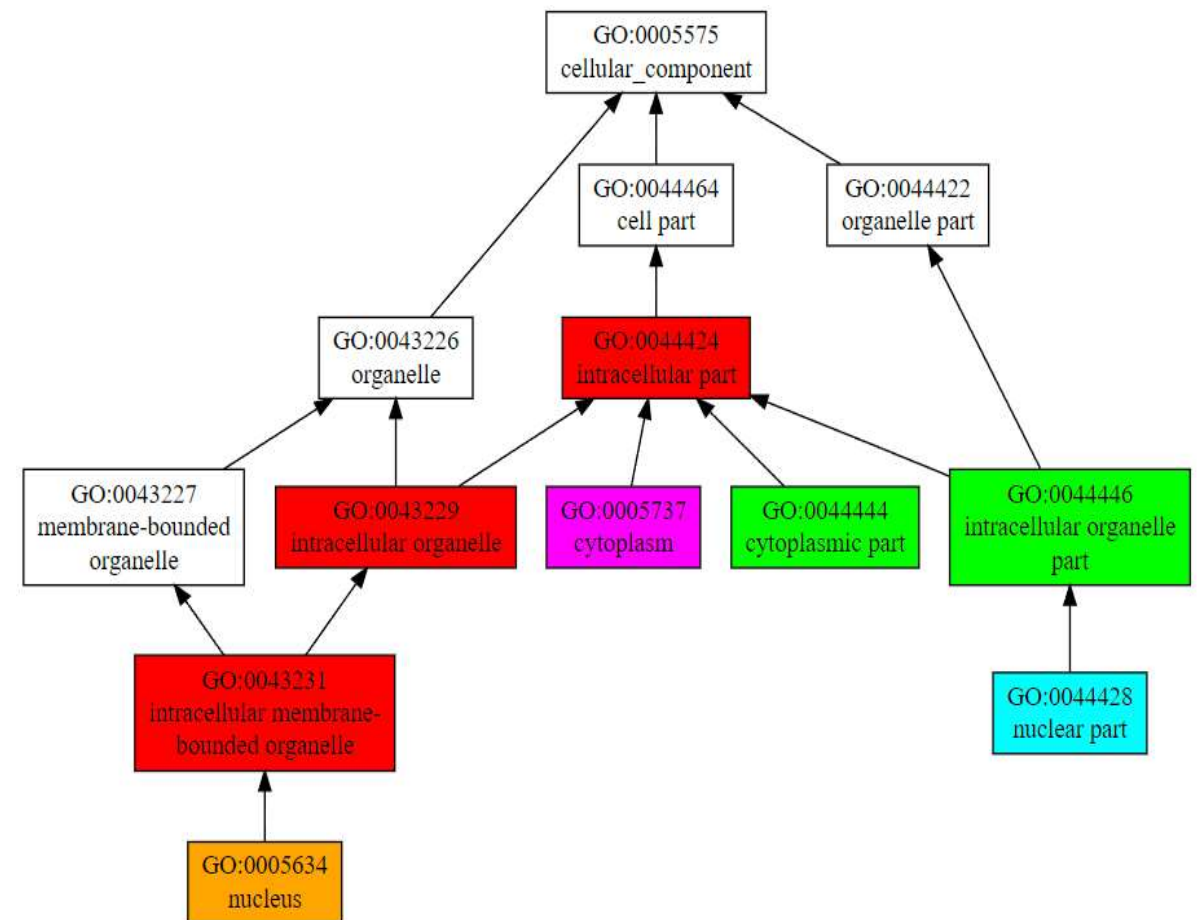 GO:0005575
cellular_component
GO:0044464
cell part
GO:0044422
organelle part
GO:0043226
organelle
GO:0044424
intracellular part
GO:0043227
membrane-bounded
organelle
GO:0043229
intracellular organelle
GO:0005737
cytoplasm
GO:0044444
cytoplasmic part
GO:0044446
intracellular organelle
part
GO:0043231
intracellular membrane-
bounded organelle
GO:0044428
nuclear part
GO:0005634
nucleus